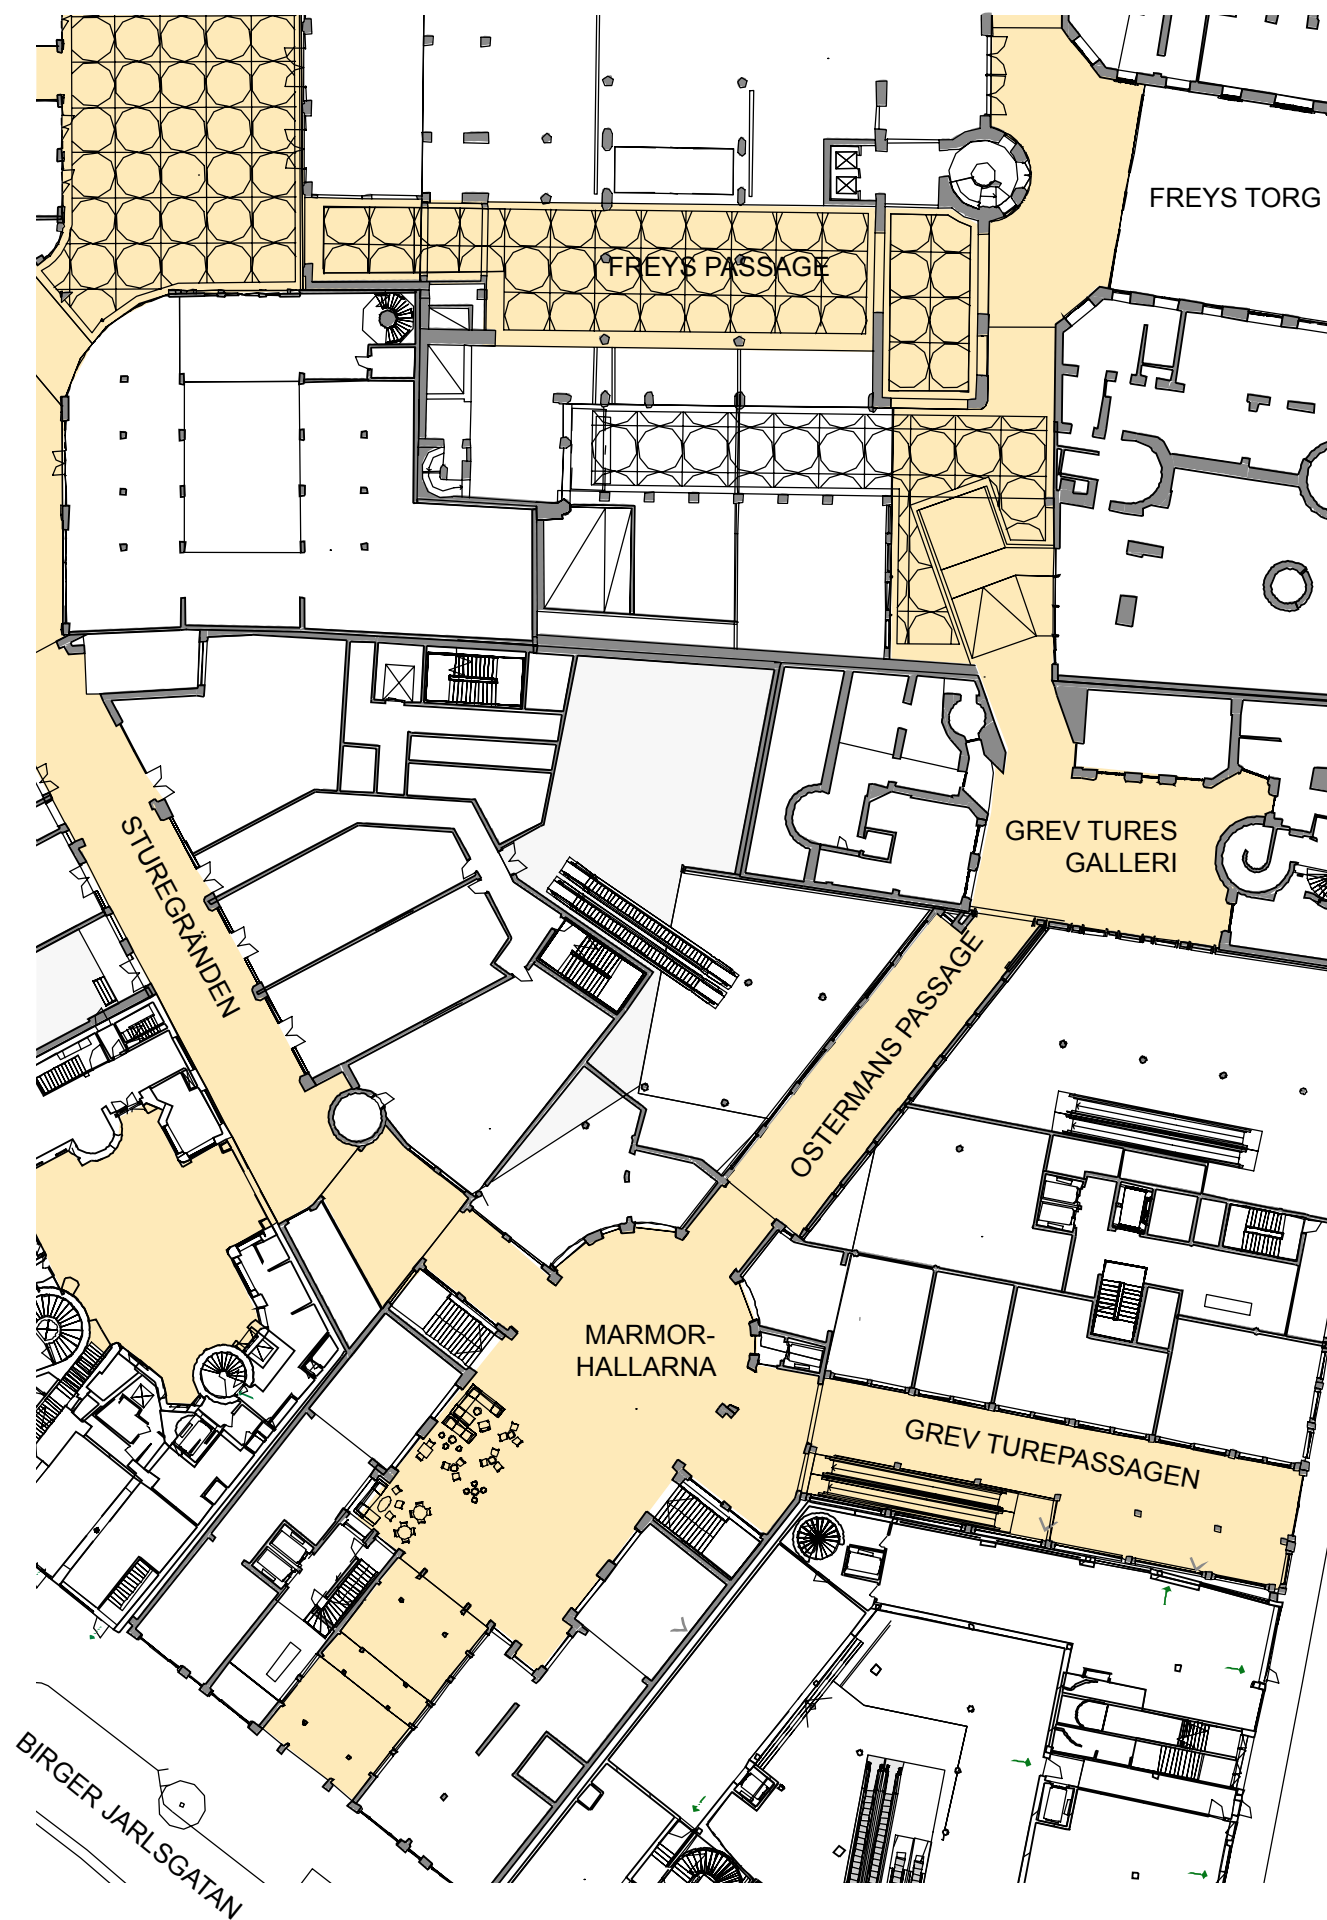 FREYS TORG
FREYS PASSAGE
STUREGRÄNDEN
GREV TURES
GALLERI
OSTERMANS PASSAGE
MARMOR-
HALLARNA
GREV TUREPASSAGEN
BIRGER JARLSGATAN